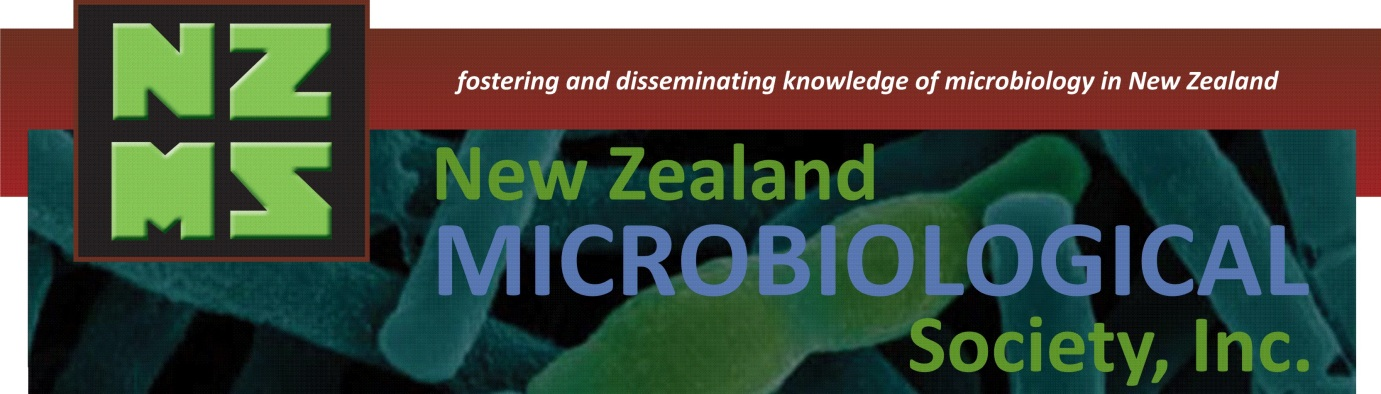 NZ
MS
fostering and disseminating knowledge of microbiology in New Zealand
New Zealand
MICROBIOLOGICAL
Society, Inc.